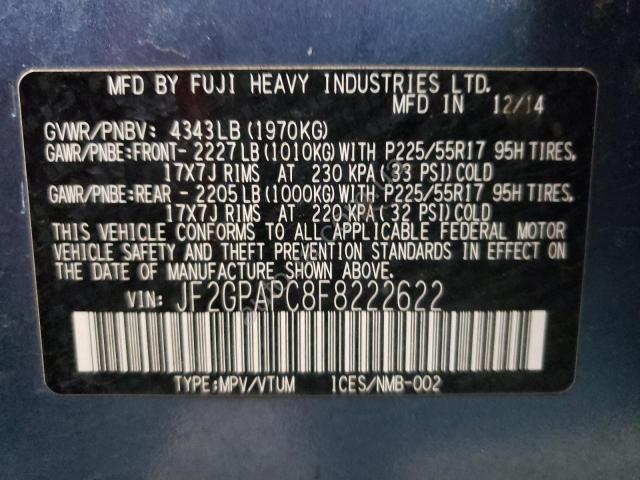 MFD BY FUJI HEAVY INDUSTRIES LTD.
MFD IN 12/14
GVWR/PNBV: 4343LB (1970KG)
GAWR/PNBE:FRONT- 2227LB(1010KG)WITH P225/55R17 95H TIRES,
17X7J RIMS AT 230 KPA(33 PSI)COLD
GAWR/PNBE:REAR - 2205LB(1000KG)WITH P225/55R17 95H TIRES,
17X7J RIMS AT 220 KPA(32 PSI)COLD
THIS VEHICLE CONFORMS TO ALL APPLICABLE FEDERAL MOTOR
VEHICLE SAFETY AND THEFT PREVENTION STANDARDS IN EFFECT ON
THE DATE OF MANUFACTURE SHOWN ABOVE.
VIN: JF2GPAPC8F8222622
TYPE:MPV/VTUM ICES/NMB-002